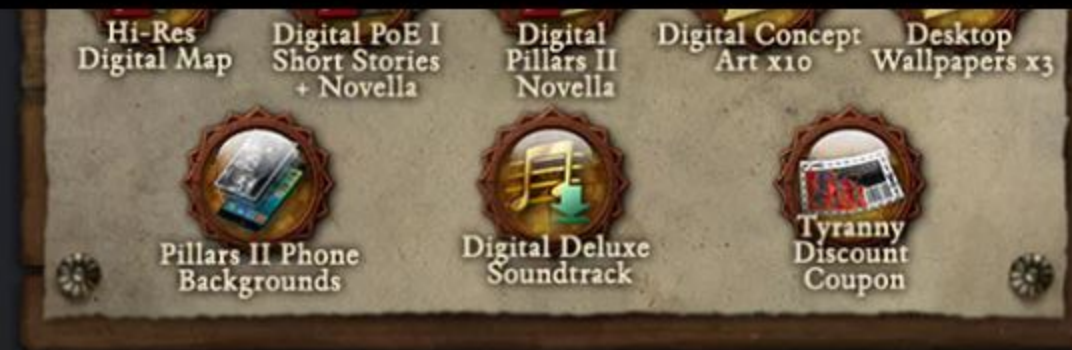 Hi-Res
Digital Map
Digital PoE I
Short Stories
+ Novella
Digital
Pillars II
Novella
Digital Concept
Art x10
Desktop
Wallpapers x3
Pillars II Phone
Backgrounds
Digital Deluxe
Soundtrack
Tyranny
Discount
Coupon